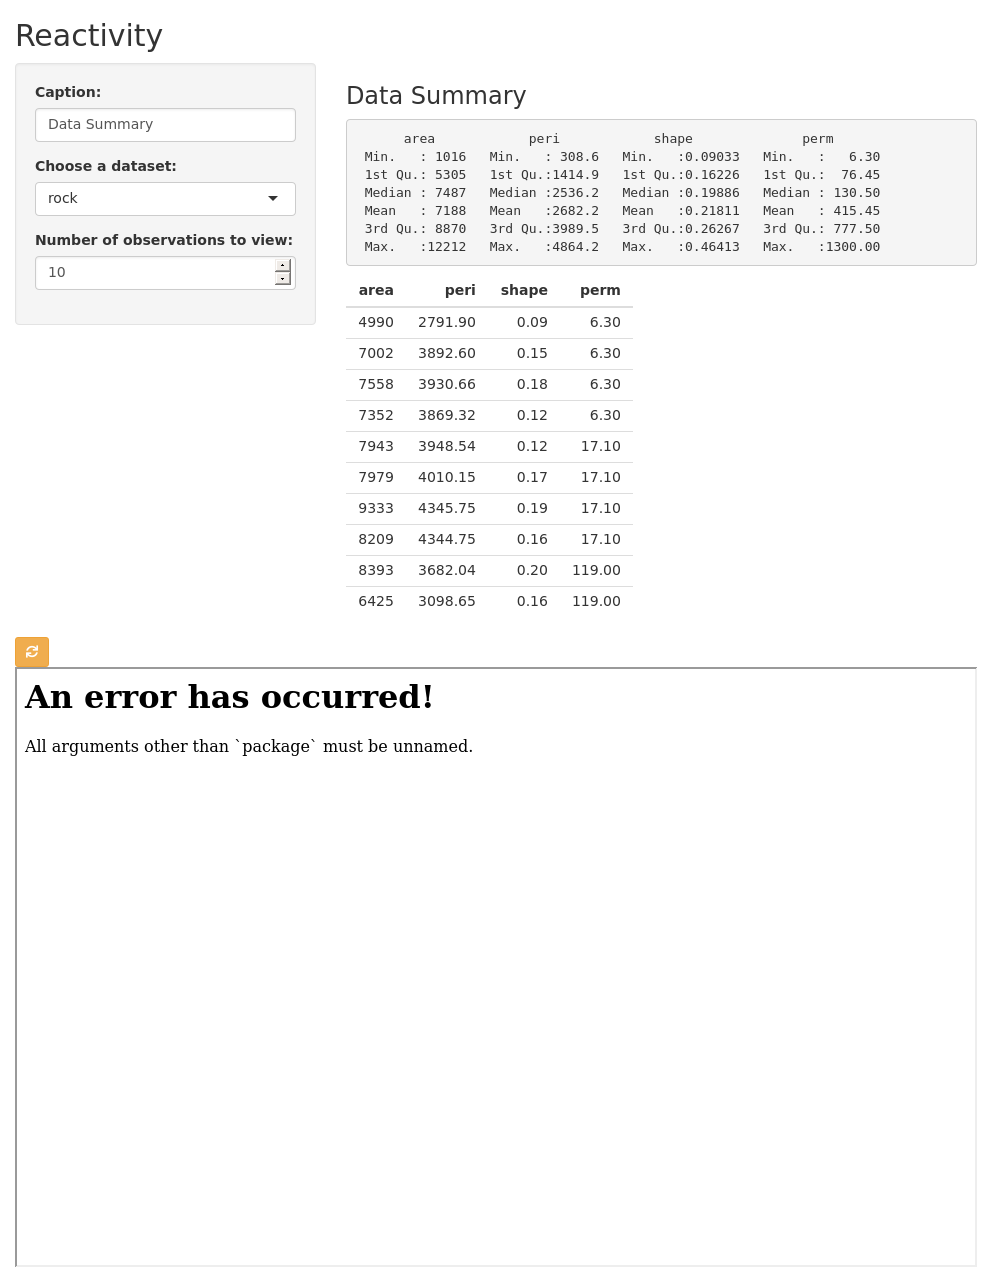 Reactivity
Caption:
Data Summary
Choose a dataset:
rock
Number of observations to view:
10
Data Summary
area peri shape perm
Min. : 1016 Min. : 308.6 Min. :0.09033 Min. : 6.30
1st Qu.: 5305 1st Qu.:1414.9 1st Qu.:0.16226 1st Qu.: 76.45
Median : 7487 Median :2536.2 Median :0.19886 Median : 130.50
Mean : 7188 Mean :2682.2 Mean :0.21811 Mean : 415.45
3rd Qu.: 8870 3rd Qu.:3989.5 3rd Qu.:0.26267 3rd Qu.: 777.50
Max. :12212 Max. :4864.2 Max. :0.46413 Max. :1300.00
area peri shape perm
4990 2791.90 0.09 6.30
7002 3892.60 0.15 6.30
7558 3930.66 0.18 6.30
7352 3869.32 0.12 6.30
7943 3948.54 0.12 17.10
7979 4010.15 0.17 17.10
9333 4345.75 0.19 17.10
8209 4344.75 0.16 17.10
8393 3682.04 0.20 119.00
6425 3098.65 0.16 119.00
An error has occurred!
All arguments other than `package` must be unnamed.